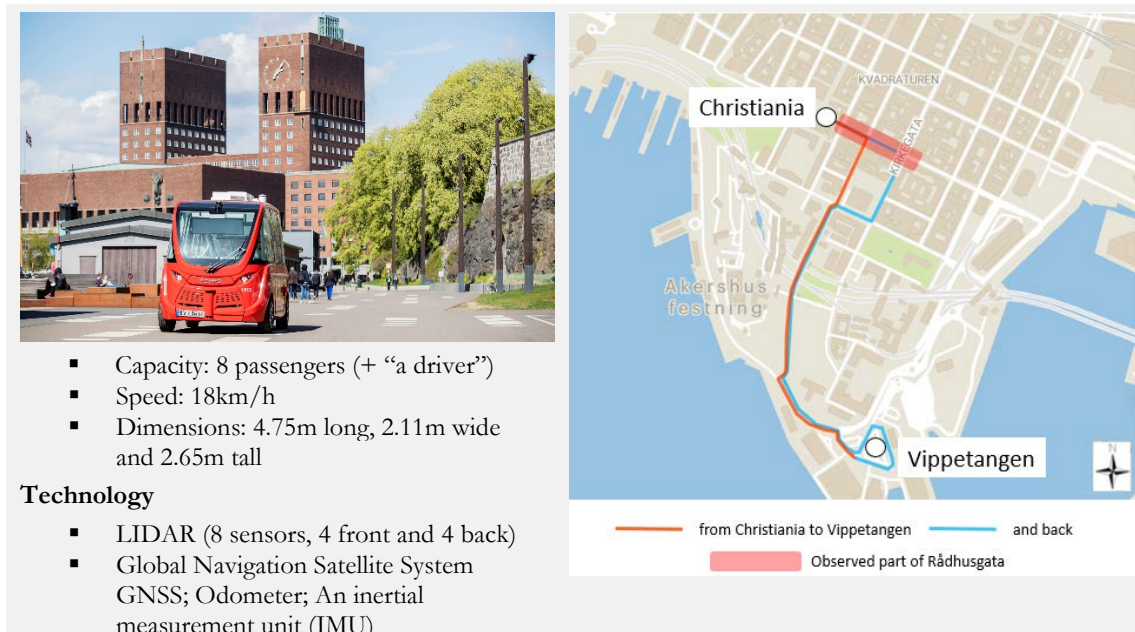 ▪ Capacity: 8 passengers (+ “a driver”)
▪ Speed: 18km/h
▪ Dimensions: 4.75m long, 2.11m wide
and 2.65m tall
Technology
▪ LIDAR (8 sensors, 4 front and 4 back)
▪ Global Navigation Satellite System
GNSS; Odometer; An inertial
measurement unit (IMU)
KVADRATUREN
Christiania
KIRKEGATA
Akershus
festning
Vippetangen
N
from Christiania to Vippetangen
and back
Observed part of Rådhusgata